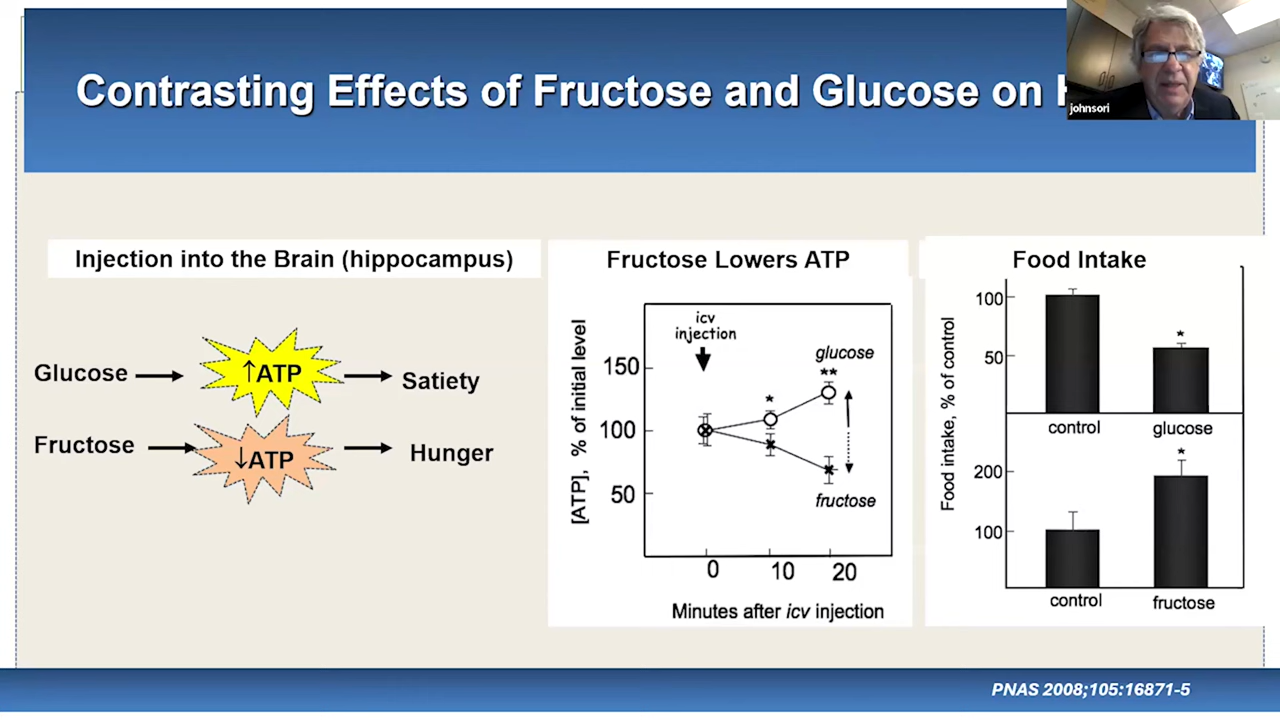 Contrasting Effects of Fructose and Glucose on
johnsori
Injection into the Brain (hippocampus)
Glucose
↑ATP
Satiety
Fructose
↓ATP
Hunger
Fructose Lowers ATP
[ATP], % of initial level
150
100
50
icv
injection
glucose
**
*
fructose
0 10 20
Minutes after icv injection
Food Intake
Food intake, % of control
100
50
*
control glucose
200
100
*
control fructose
PNAS 2008;105:16871-5